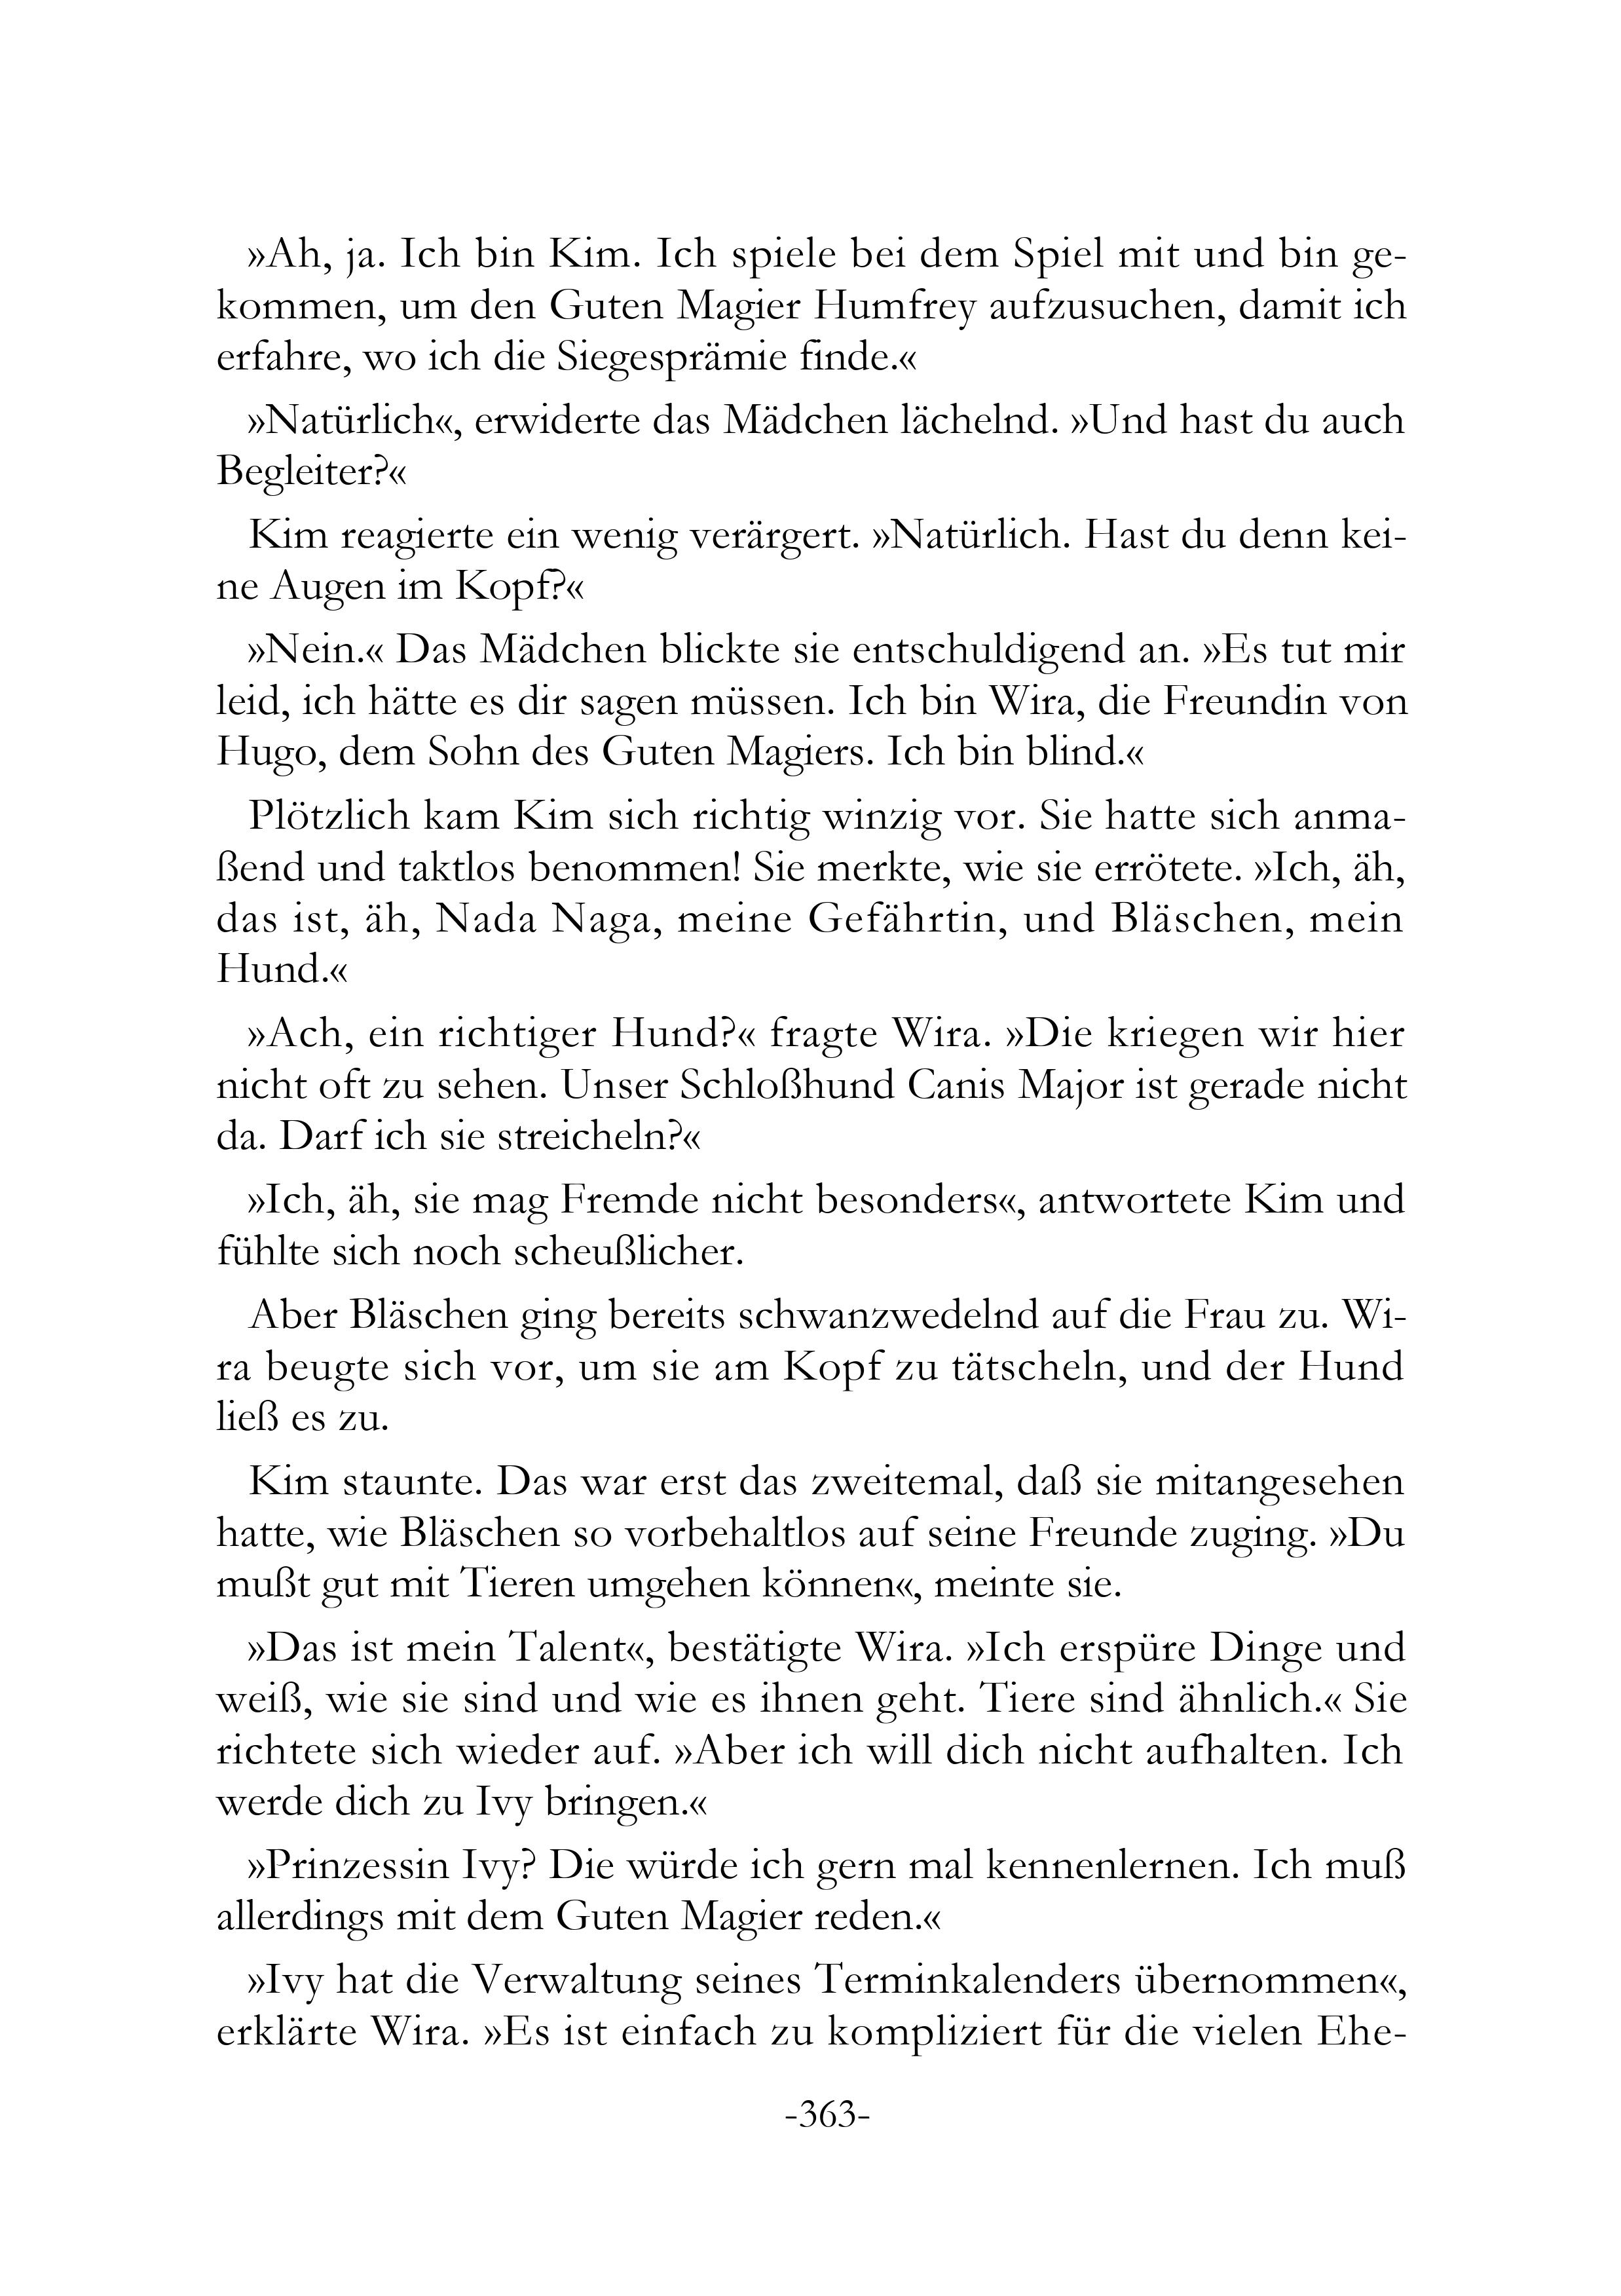 »Ah, ja. Ich bin Kim. Ich spiele bei dem Spiel mit und bin ge-
kommen, um den Guten Magier Humfrey aufzusuchen, damit ich
erfahre, wo ich die Siegesprämie finde.«
»Natürlich«, erwiderte das Mädchen lächelnd. »Und hast du auch
Begleiter?«
Kim reagierte ein wenig verärgert. »Natürlich. Hast du denn kei-
ne Augen im Kopf?«
»Nein.« Das Mädchen blickte sie entschuldigend an. »Es tut mir
leid, ich hätte es dir sagen müssen. Ich bin Wira, die Freundin von
Hugo, dem Sohn des Guten Magiers. Ich bin blind.«
Plötzlich kam Kim sich richtig winzig vor. Sie hatte sich anma-
ßend und taktlos benommen! Sie merkte, wie sie errötete. »Ich, äh,
das ist, äh, Nada Naga, meine Gefährtin, und Bläschen, mein
Hund.«
»Ach, ein richtiger Hund?« fragte Wira. »Die kriegen wir hier
nicht oft zu sehen. Unser Schloßhund Canis Major ist gerade nicht
da. Darf ich sie streicheln?«
»Ich, äh, sie mag Fremde nicht besonders«, antwortete Kim und
fühlte sich noch scheußlicher.
Aber Bläschen ging bereits schwanzwedelnd auf die Frau zu. Wi-
ra beugte sich vor, um sie am Kopf zu tätscheln, und der Hund
ließ es zu.
Kim staunte. Das war erst das zweitemal, daß sie mitangesehen
hatte, wie Bläschen so vorbehaltlos auf seine Freunde zuging. »Du
mußt gut mit Tieren umgehen können«, meinte sie.
»Das ist mein Talent«, bestätigte Wira. »Ich erspüre Dinge und
weiß, wie sie sind und wie es ihnen geht. Tiere sind ähnlich.« Sie
richtete sich wieder auf. »Aber ich will dich nicht aufhalten. Ich
werde dich zu Ivy bringen.«
»Prinzessin Ivy? Die würde ich gern mal kennenlernen. Ich muß
allerdings mit dem Guten Magier reden.«
»Ivy hat die Verwaltung seines Terminkalenders übernommen«,
erklärte Wira. »Es ist einfach zu kompliziert für die vielen Ehe-
-363-